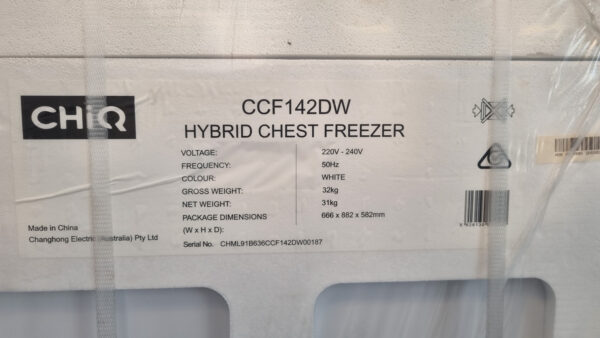 CHiQ
CCF142DW
HYBRID CHEST FREEZER
VOLTAGE: 220V - 240V
FREQUENCY: 50Hz
COLOUR: WHITE
GROSS WEIGHT: 32kg
NET WEIGHT: 31kg
PACKAGE DIMENSIONS 666 x 882 x 582mm
(W x H x D):
Made in China
Changhong Electric (Australia) Pty Ltd
Serial No. CHML91B636CCF142DW00187